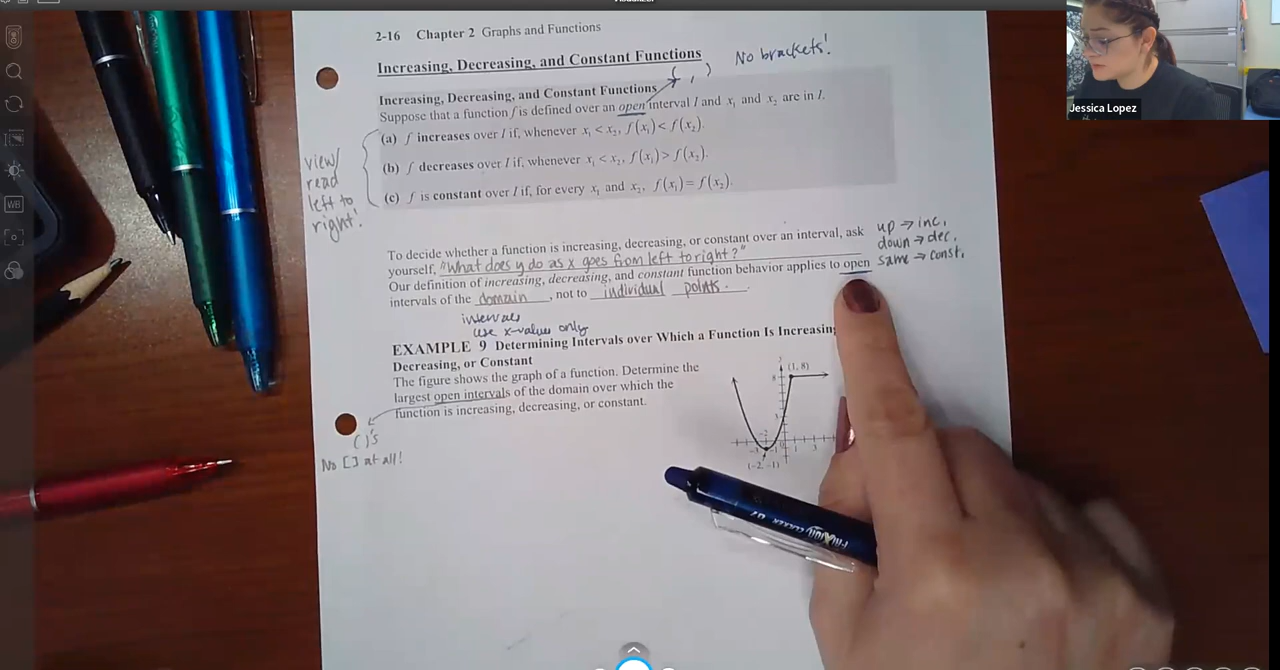 2-16 Chapter 2 Graphs and Functions
Increasing, Decreasing, and Constant Functions
No brackets!
( , )
Increasing, Decreasing, and Constant Functions
Suppose that a function f is defined over an open interval I and x₁ and x₂ are in I.
(a) f increases over I if, whenever x₁ < x₂, f(x₁) < f(x₂).
(b) f decreases over I if, whenever x₁ < x₂, f(x₁) > f(x₂).
(c) f is constant over I if, for every x₁ and x₂, f(x₁) = f(x₂).
view/
read
left to
right!
To decide whether a function is increasing, decreasing, or constant over an interval, ask
yourself, "What does y do as x goes from left to right?"
Our definition of increasing, decreasing, and constant function behavior applies to open
intervals of the domain, not to individual points.
up → inc.
down → dec.
same → const.
intervals
use x-values only
EXAMPLE 9 Determining Intervals over Which a Function Is Increasing
Decreasing, or Constant
The figure shows the graph of a function. Determine the
largest open intervals of the domain over which the
function is increasing, decreasing, or constant.
( )'s
No [ ] at all!
y
(1, 8)
8
-2
(-2, -1)
Jessica Lopez
WB
FRIXION CLICKER 07